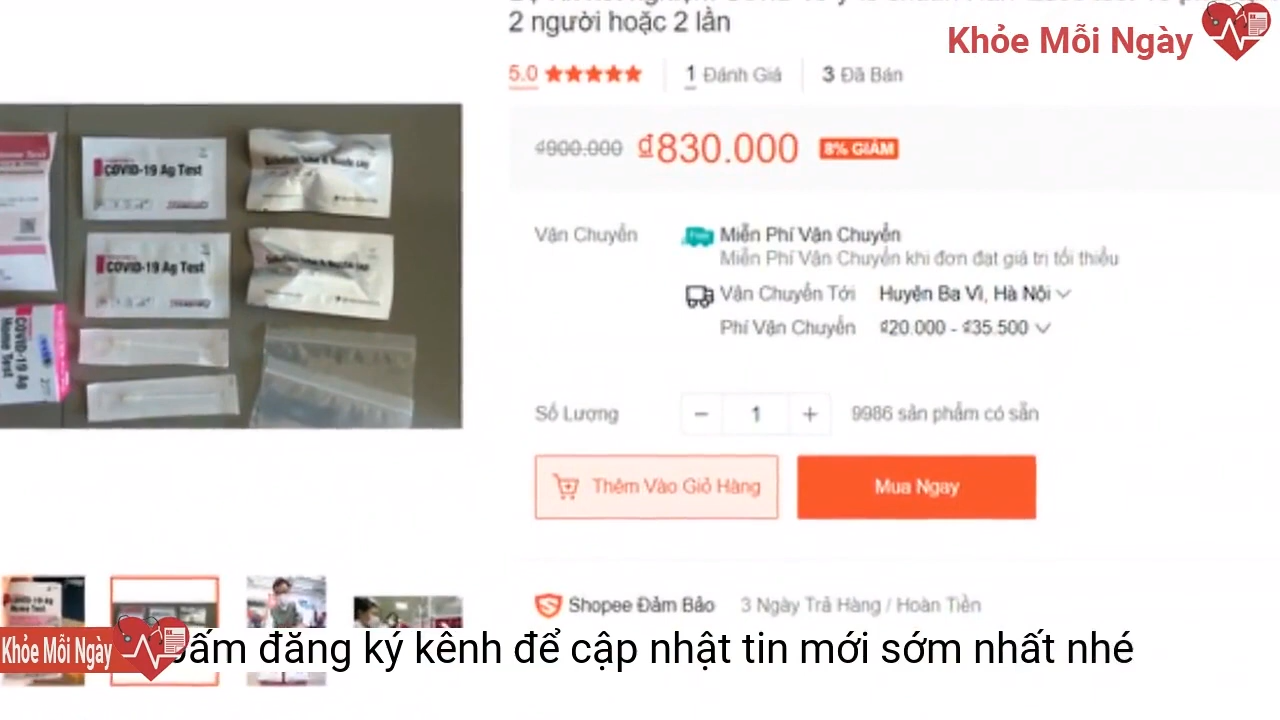 2 người hoặc 2 lần
Khỏe Mỗi Ngày
5.0
1 Đánh Giá
3 Đã Bán
₫900.000
₫830.000
8% GIẢM
COVID-19 Ag Test
COVID-19 Ag Test
COVID-19 Ag
Home Test
Vận Chuyển
Miễn Phí Vận Chuyển
Miễn Phí Vận Chuyển khi đơn đạt giá trị tối thiểu
Vận Chuyển Tới
Huyện Ba Vì, Hà Nội
Phí Vận Chuyển
₫20.000 - ₫35.500
Số Lượng
− 1 +
9986 sản phẩm có sẵn
Thêm Vào Giỏ Hàng
Mua Ngay
Shopee Đảm Bảo
3 Ngày Trả Hàng / Hoàn Tiền
Khỏe Mỗi Ngày
bấm đăng ký kênh để cập nhật tin mới sớm nhất nhé